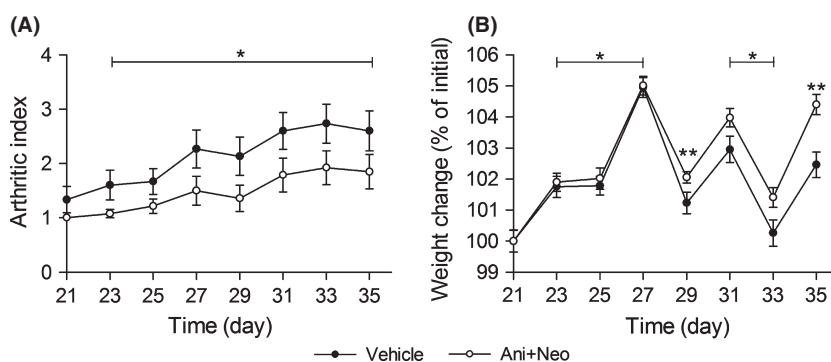 (A)
*
4
3
2
1
0
Arthritic index
21 23 25 27 29 31 33 35
Time (day)
(B)
106
105
104
103
102
101
100
99
Weight change (% of initial)
* * **
**
21 23 25 27 29 31 33 35
Time (day)
Vehicle Ani+Neo